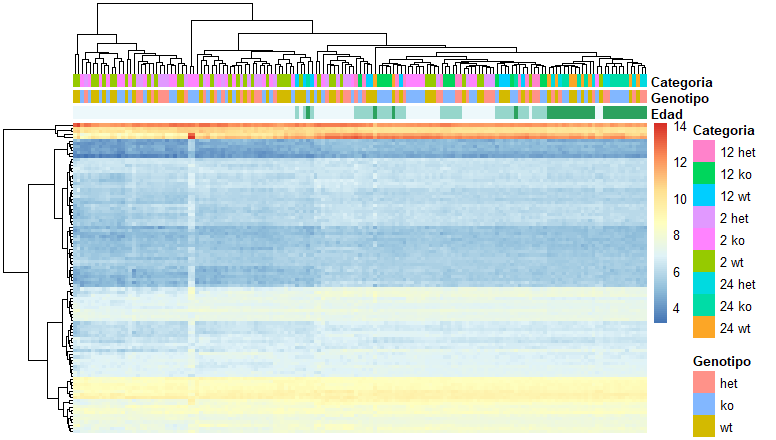 Categoria
Genotipo
Edad
14
12
10
8
6
4
Categoria
12 het
12 ko
12 wt
2 het
2 ko
2 wt
24 het
24 ko
24 wt
Genotipo
het
ko
wt